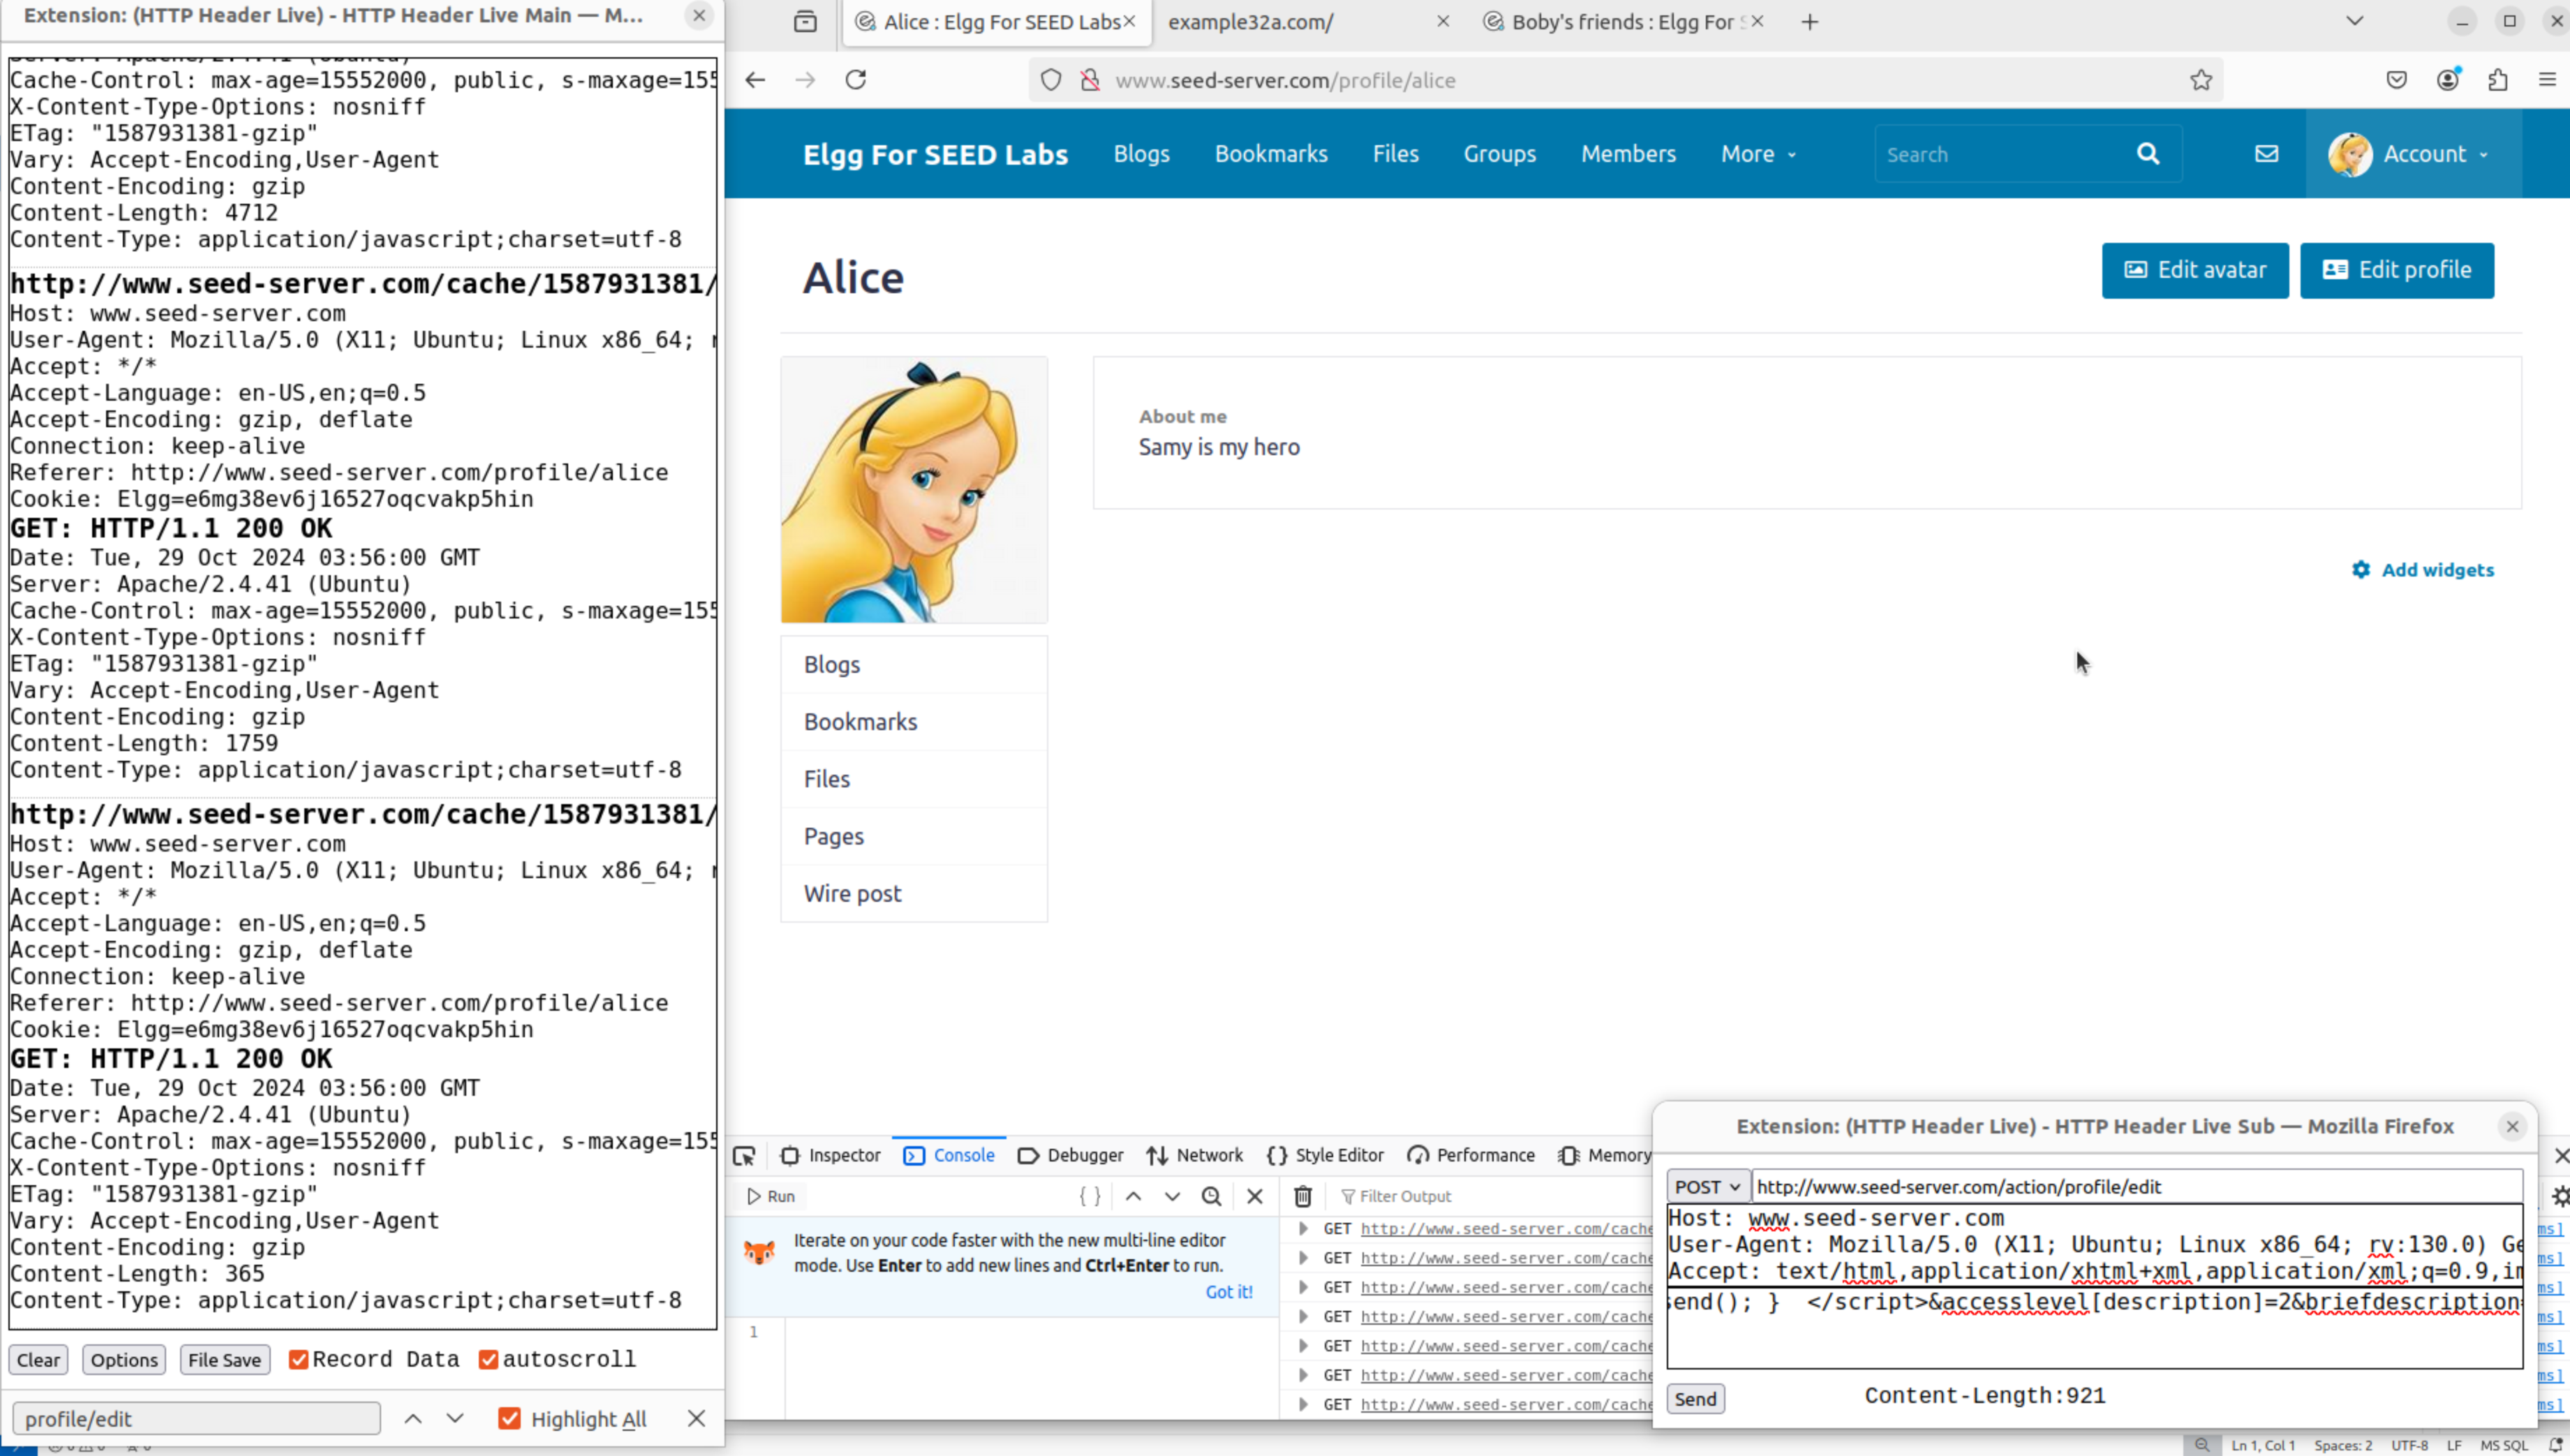 Extension: (HTTP Header Live) - HTTP Header Live Main — M...
Cache-Control: max-age=15552000, public, s-maxage=155
X-Content-Type-Options: nosniff
ETag: "1587931381-gzip"
Vary: Accept-Encoding,User-Agent
Content-Encoding: gzip
Content-Length: 4712
Content-Type: application/javascript;charset=utf-8
http://www.seed-server.com/cache/1587931381/
Host: www.seed-server.com
User-Agent: Mozilla/5.0 (X11; Ubuntu; Linux x86_64;
Accept: */*
Accept-Language: en-US,en;q=0.5
Accept-Encoding: gzip, deflate
Connection: keep-alive
Referer: http://www.seed-server.com/profile/alice
Cookie: Elgg=e6mg38ev6j16527oqcvakp5hin
GET: HTTP/1.1 200 OK
Date: Tue, 29 Oct 2024 03:56:00 GMT
Server: Apache/2.4.41 (Ubuntu)
Cache-Control: max-age=15552000, public, s-maxage=155
X-Content-Type-Options: nosniff
ETag: "1587931381-gzip"
Vary: Accept-Encoding,User-Agent
Content-Encoding: gzip
Content-Length: 1759
Content-Type: application/javascript;charset=utf-8
http://www.seed-server.com/cache/1587931381/
Host: www.seed-server.com
User-Agent: Mozilla/5.0 (X11; Ubuntu; Linux x86_64;
Accept: */*
Accept-Language: en-US,en;q=0.5
Accept-Encoding: gzip, deflate
Connection: keep-alive
Referer: http://www.seed-server.com/profile/alice
Cookie: Elgg=e6mg38ev6j16527oqcvakp5hin
GET: HTTP/1.1 200 OK
Date: Tue, 29 Oct 2024 03:56:00 GMT
Server: Apache/2.4.41 (Ubuntu)
Cache-Control: max-age=15552000, public, s-maxage=155
X-Content-Type-Options: nosniff
ETag: "1587931381-gzip"
Vary: Accept-Encoding,User-Agent
Content-Encoding: gzip
Content-Length: 365
Content-Type: application/javascript;charset=utf-8
Clear Options File Save Record Data autoscroll
profile/edit Highlight All
Alice : Elgg For SEED Labs example32a.com/ Boby's friends : Elgg For
www.seed-server.com/profile/alice
Elgg For SEED Labs Blogs Bookmarks Files Groups Members More Search Account
Alice Edit avatar Edit profile
About me
Samy is my hero
Add widgets
Blogs
Bookmarks
Files
Pages
Wire post
Inspector Console Debugger Network Style Editor Performance Memory
Run Filter Output
Iterate on your code faster with the new multi-line editor
mode. Use Enter to add new lines and Ctrl+Enter to run.
Got it!
1
GET http://www.seed-server.com/cache
GET http://www.seed-server.com/cache
GET http://www.seed-server.com/cache
GET http://www.seed-server.com/cache
GET http://www.seed-server.com/cache
GET http://www.seed-server.com/cache
GET http://www.seed-server.com/cache
Extension: (HTTP Header Live) - HTTP Header Live Sub — Mozilla Firefox
POST http://www.seed-server.com/action/profile/edit
Host: www.seed-server.com
User-Agent: Mozilla/5.0 (X11; Ubuntu; Linux x86_64; rv:130.0) Ge
Accept: text/html,application/xhtml+xml,application/xml;q=0.9,im
send(); } </script>&accesslevel[description]=2&briefdescription
Send Content-Length:921
ms]
ms]
ms]
ms]
ms]
ms]
ms]
Ln 1, Col 1 Spaces: 2 UTF-8 LF MS SQL